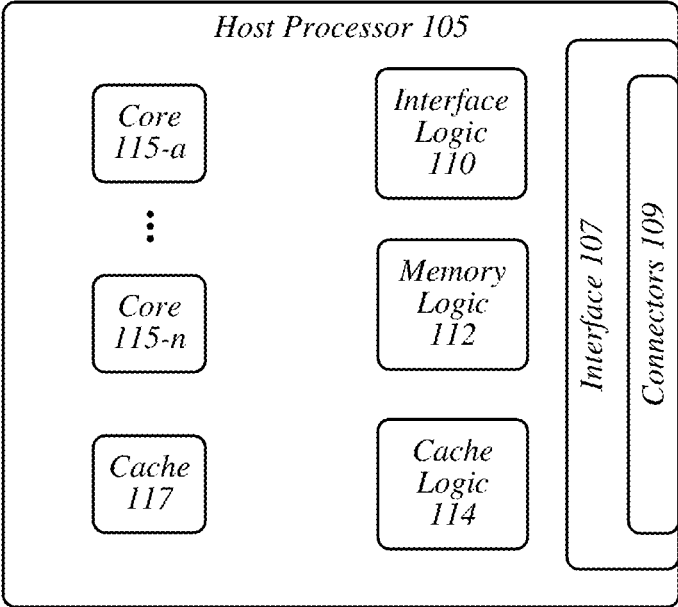 Host Processor 105
Core
115-a
Interface
Logic
110
Core
115-n
Memory
Logic
112
Cache
117
Cache
Logic
114
Interface 107
Connectors 109